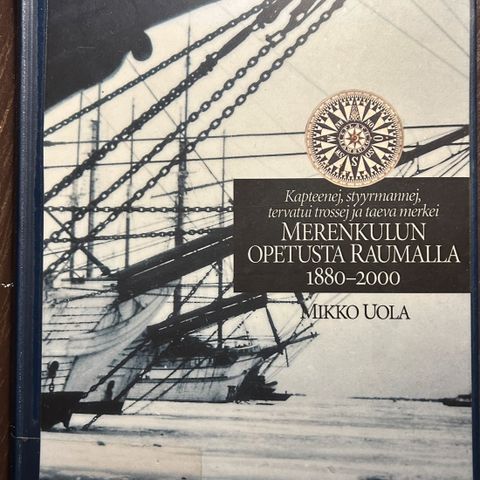 Kapteenej, styyrmannej,
tervatui trossej ja taeva merkei
MERENKULUN
OPETUSTA RAUMALLA
1880–2000
MIKKO UOLA